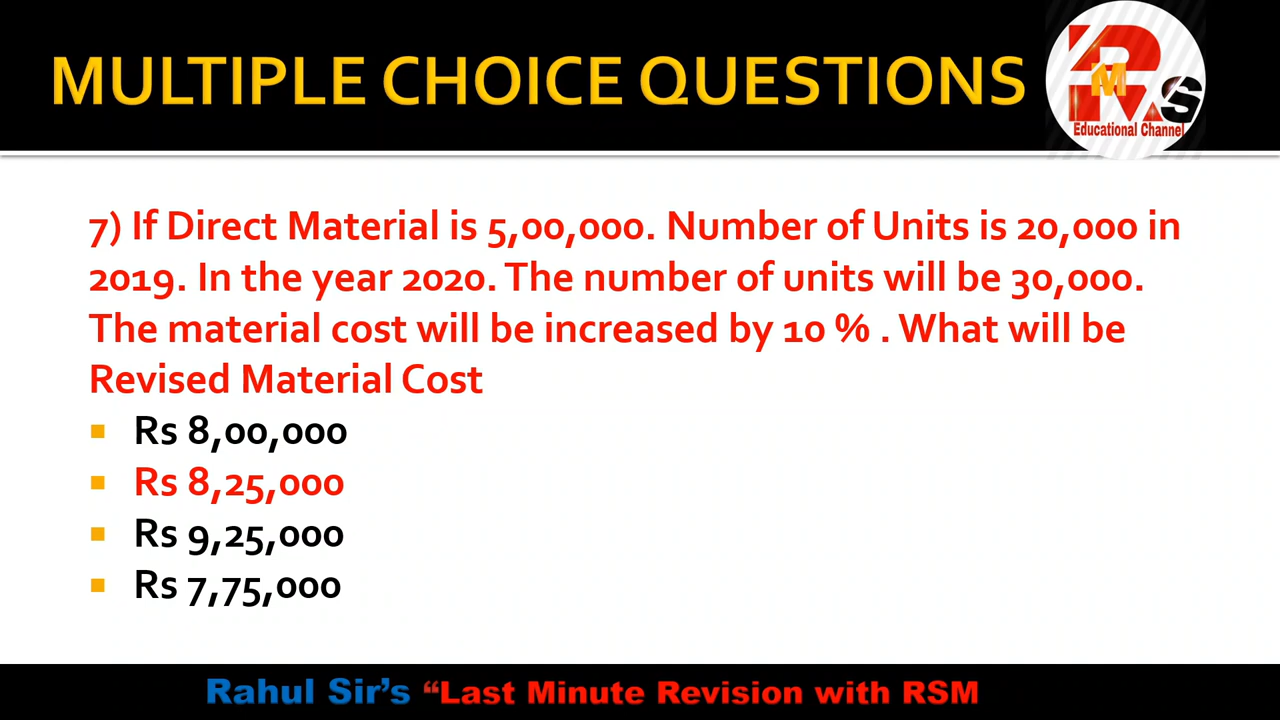 MULTIPLE CHOICE QUESTIONS
RMS
Educational Channel
7) If Direct Material is 5,00,000. Number of Units is 20,000 in
2019. In the year 2020. The number of units will be 30,000.
The material cost will be increased by 10 % . What will be
Revised Material Cost
Rs 8,00,000
Rs 8,25,000
Rs 9,25,000
Rs 7,75,000
Rahul Sir's “Last Minute Revision with RSM